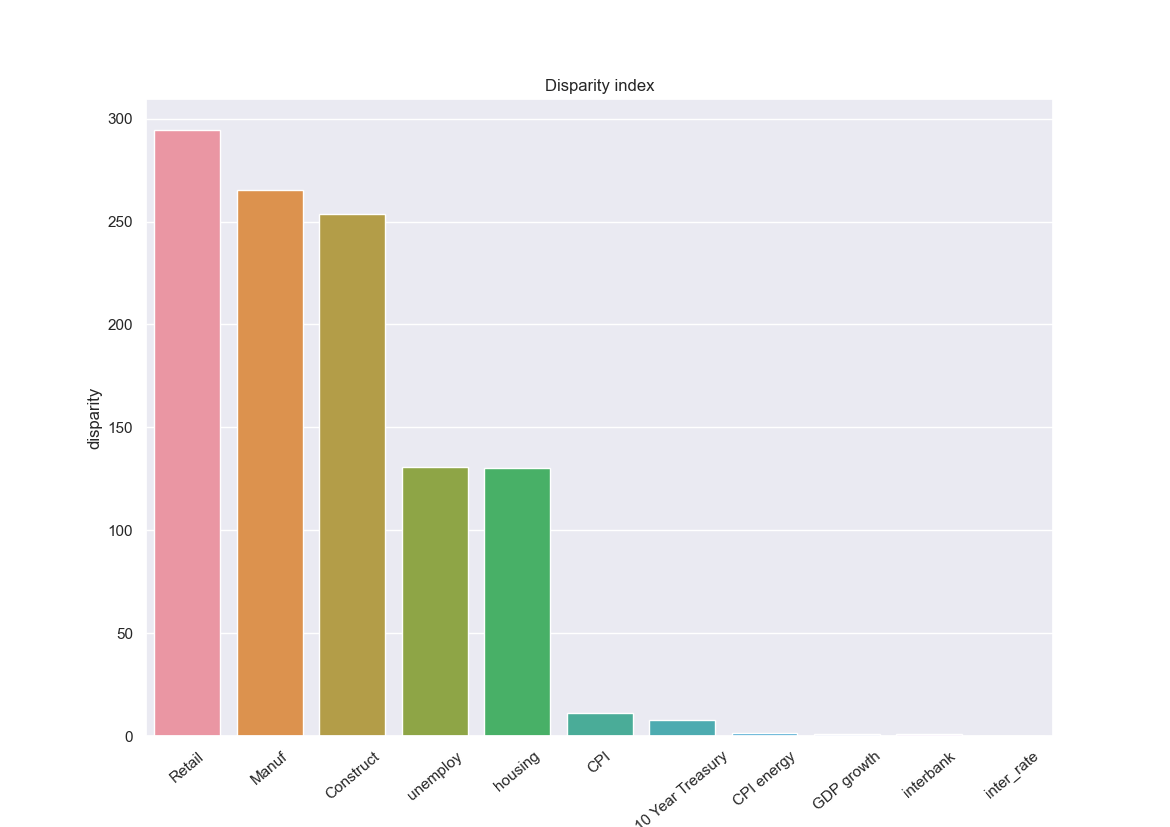 Disparity index
disparity
300
250
200
150
100
50
0
Retail
Manuf
Construct
unemploy
housing
CPI
10 Year Treasury
CPI energy
GDP growth
interbank
inter_rate